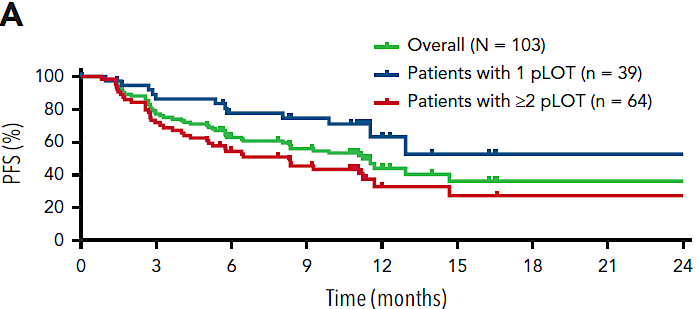 A
Overall (N = 103)
Patients with 1 pLOT (n = 39)
Patients with ≥2 pLOT (n = 64)
PFS (%)
100
80
60
40
20
0
0 3 6 9 12 15 18 21 24
Time (months)